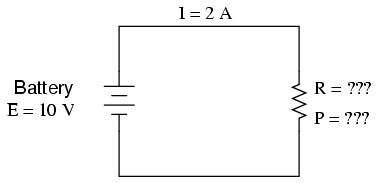 I = 2 A
Battery
E = 10 V
R = ???
P = ???